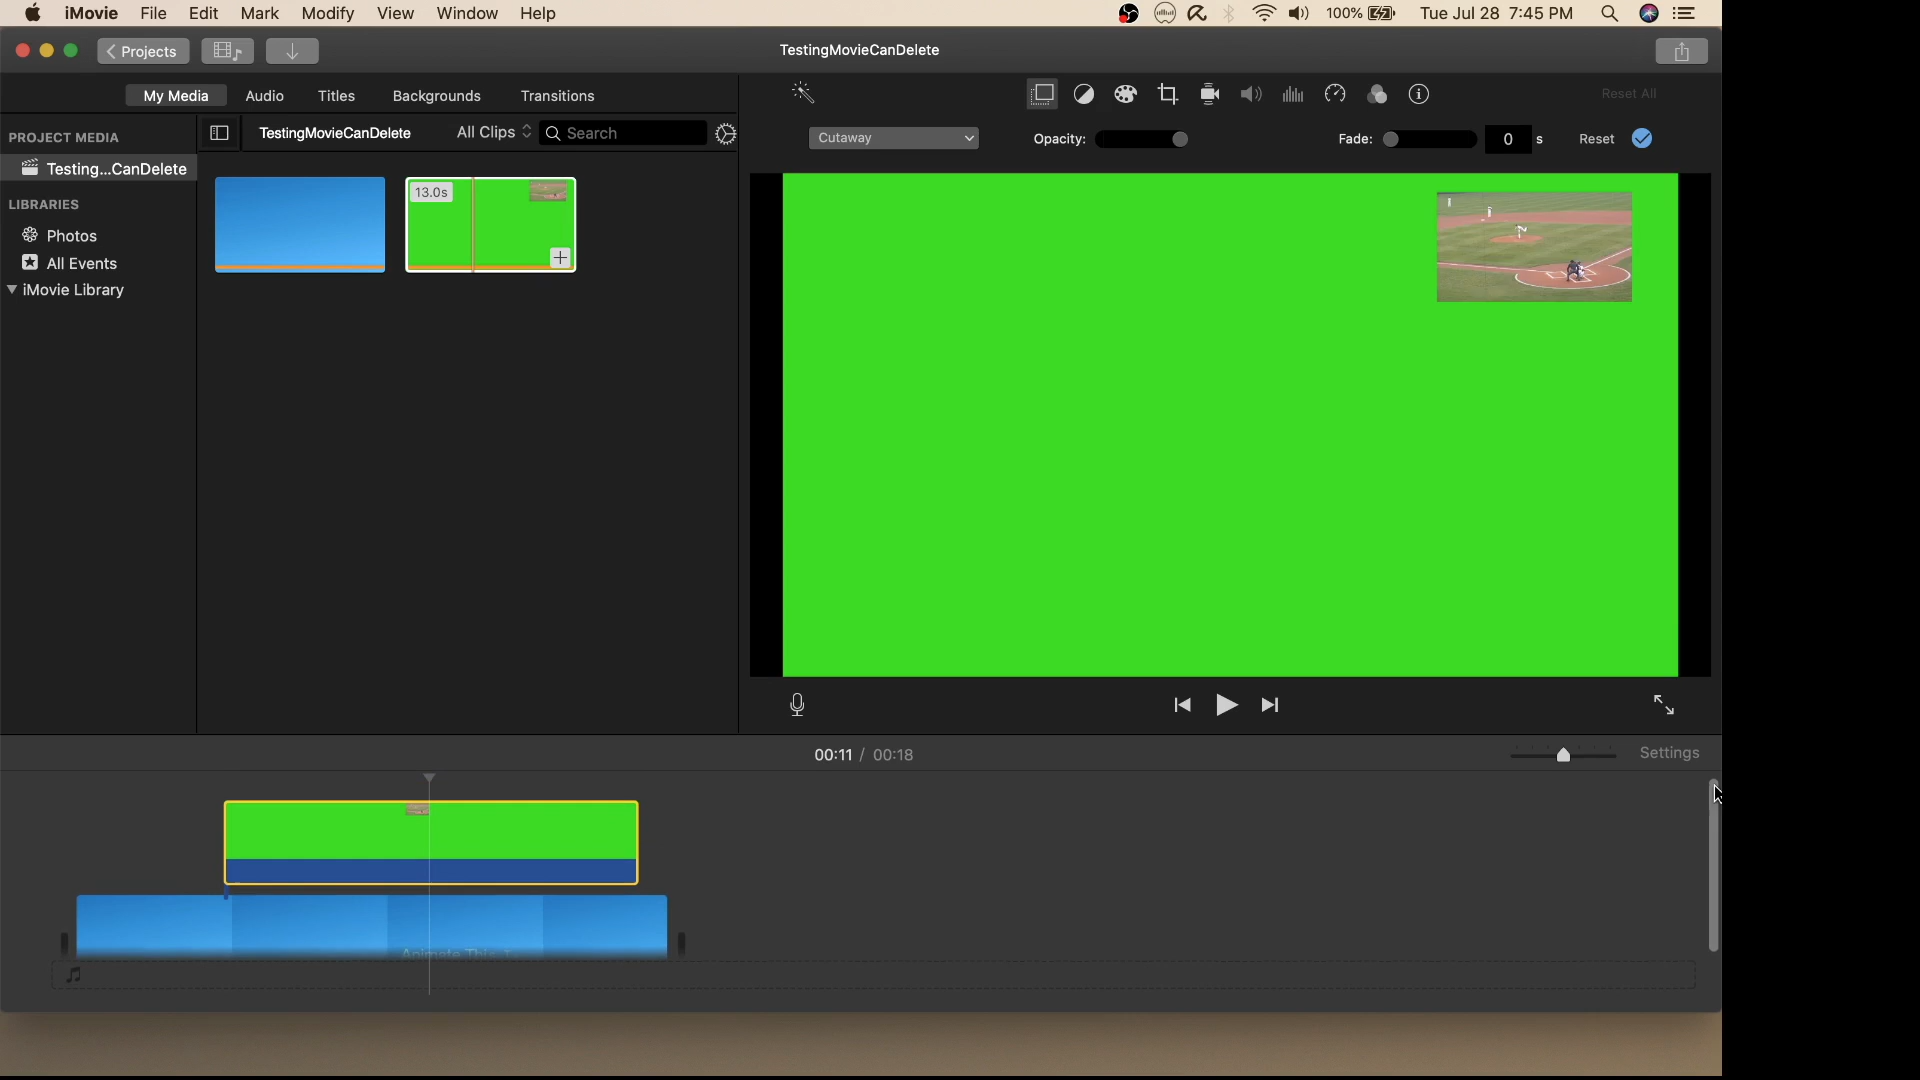 iMovie File Edit Mark Modify View Window Help 100% Tue Jul 28 7:45 PM
Projects TestingMovieCanDelete
My Media Audio Titles Backgrounds Transitions Reset All
PROJECT MEDIA
Testing...CanDelete
LIBRARIES
Photos
All Events
iMovie Library
TestingMovieCanDelete All Clips Search
13.0s
Cutaway Opacity: Fade: 0 s Reset
00:11 / 00:18 Settings
Animate This